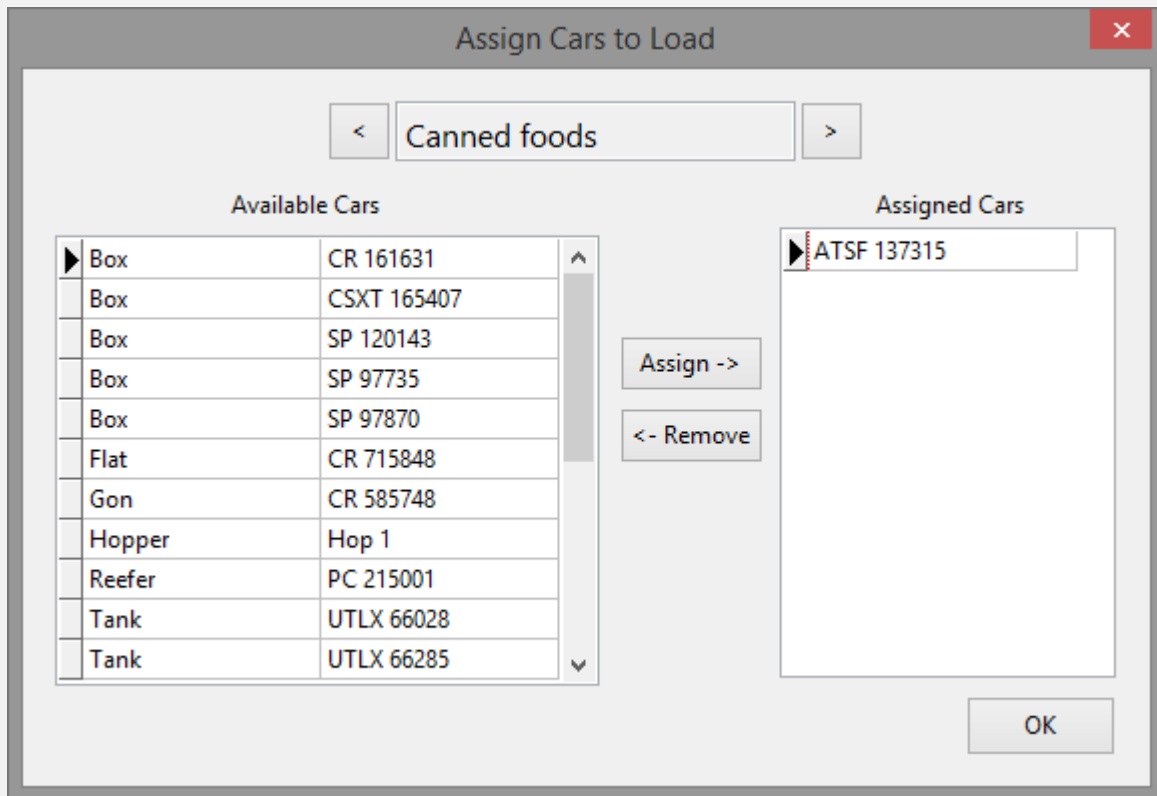 Assign Cars to Load
< Canned foods >
Available Cars
Box CR 161631
Box CSXT 165407
Box SP 120143
Box SP 97735
Box SP 97870
Flat CR 715848
Gon CR 585748
Hopper Hop 1
Reefer PC 215001
Tank UTLX 66028
Tank UTLX 66285
Assign ->
<- Remove
Assigned Cars
ATSF 137315
OK